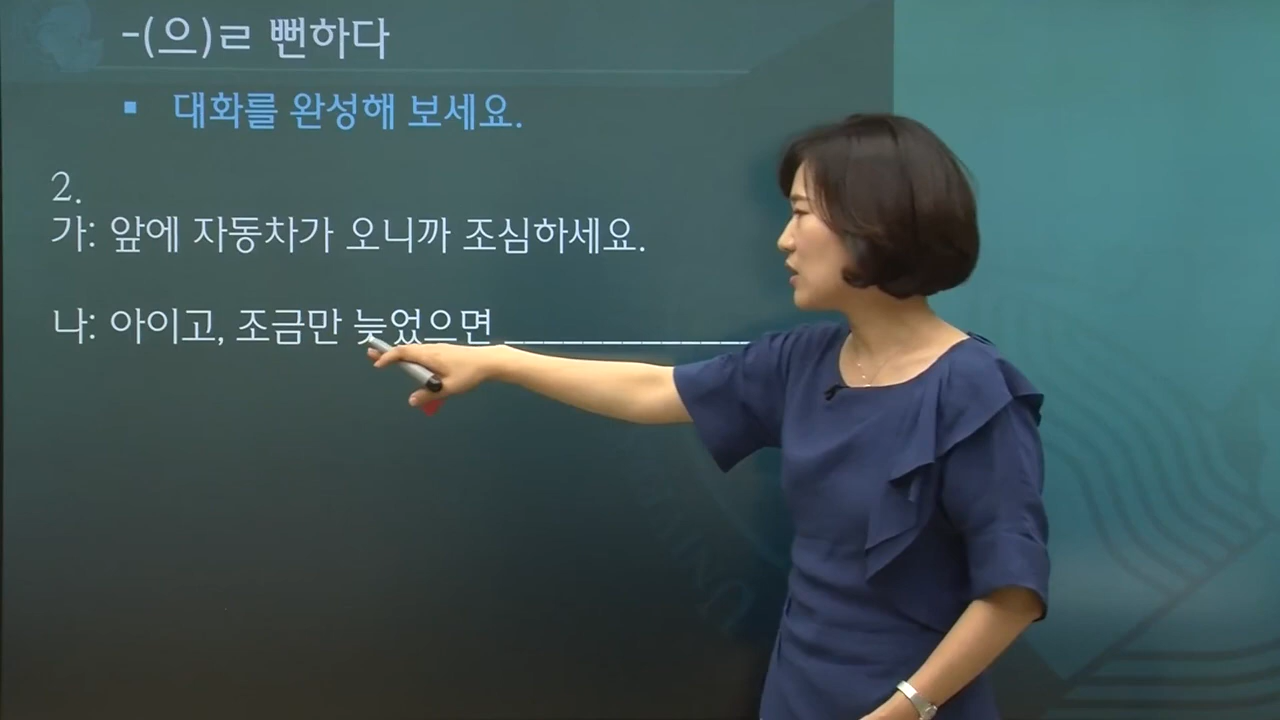 -(으)ㄹ 뻔하다
▪ 대화를 완성해 보세요.
2.
가: 앞에 자동차가 오니까 조심하세요.
나: 아이고, 조금만 늦었으면 ______________